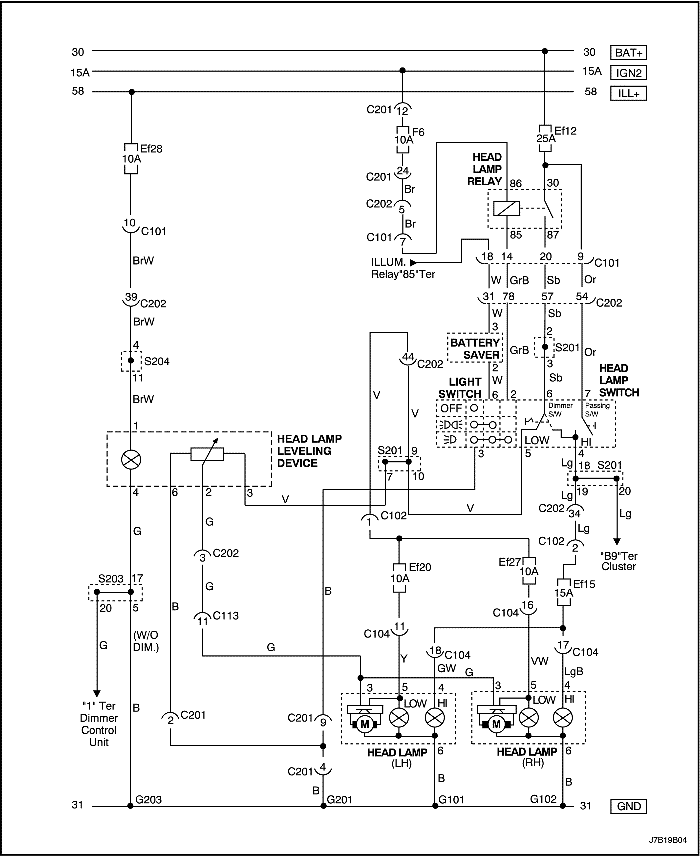 30 30 BAT+
15A 15A IGN2
58 58 ILL+
C201 12
F6
10A
Ef12
25A
Ef28
10A
24
C201
Br
C202
5
Br
C101
7
HEAD
LAMP
RELAY
86 30
85 87
10
C101
BrW
ILLUM.
Relay"85"Ter
18 14 20 9
C101
W GrB Sb Or
39
C202
31 78 57 54
C202
BrW
W Sb
3 2
4
S204
11
BATTERY
SAVER
GrB
S201
Or
44
C202
2 3
W Sb
BrW
V
V
LIGHT
SWITCH
HEAD
LAMP
SWITCH
6 2 6 7
OFF
Dimmer
S/W
Passing
S/W
LOW HI
1
HEAD LAMP
LEVELING
DEVICE
S201 9
7 10
3 5 4
Lg 18 S201
19 20
4 6 2 3
V
V
Lg
C202
34
Lg
Lg
G
G
1
C102
C102
2
"B9"Ter
Cluster
3
C202
Ef20
10A
Ef27
10A
Ef15
15A
S203 17
20 5
G
B
B
11
C113
16
C104
11
C104
G
(W/O
DIM.)
G
18
C104
17
C104
Y
GW
G
VW
LgB
3 5 4
3 5 4
"1" Ter
Dimmer
Control
Unit
B
2
C201
C201
9
LOW HI
M
LOW HI
M
HEAD LAMP
(LH)
6
HEAD LAMP
(RH)
6
C201
4
B
B
B
31 G203 G201 G101 G102 31 GND
J7B19B04